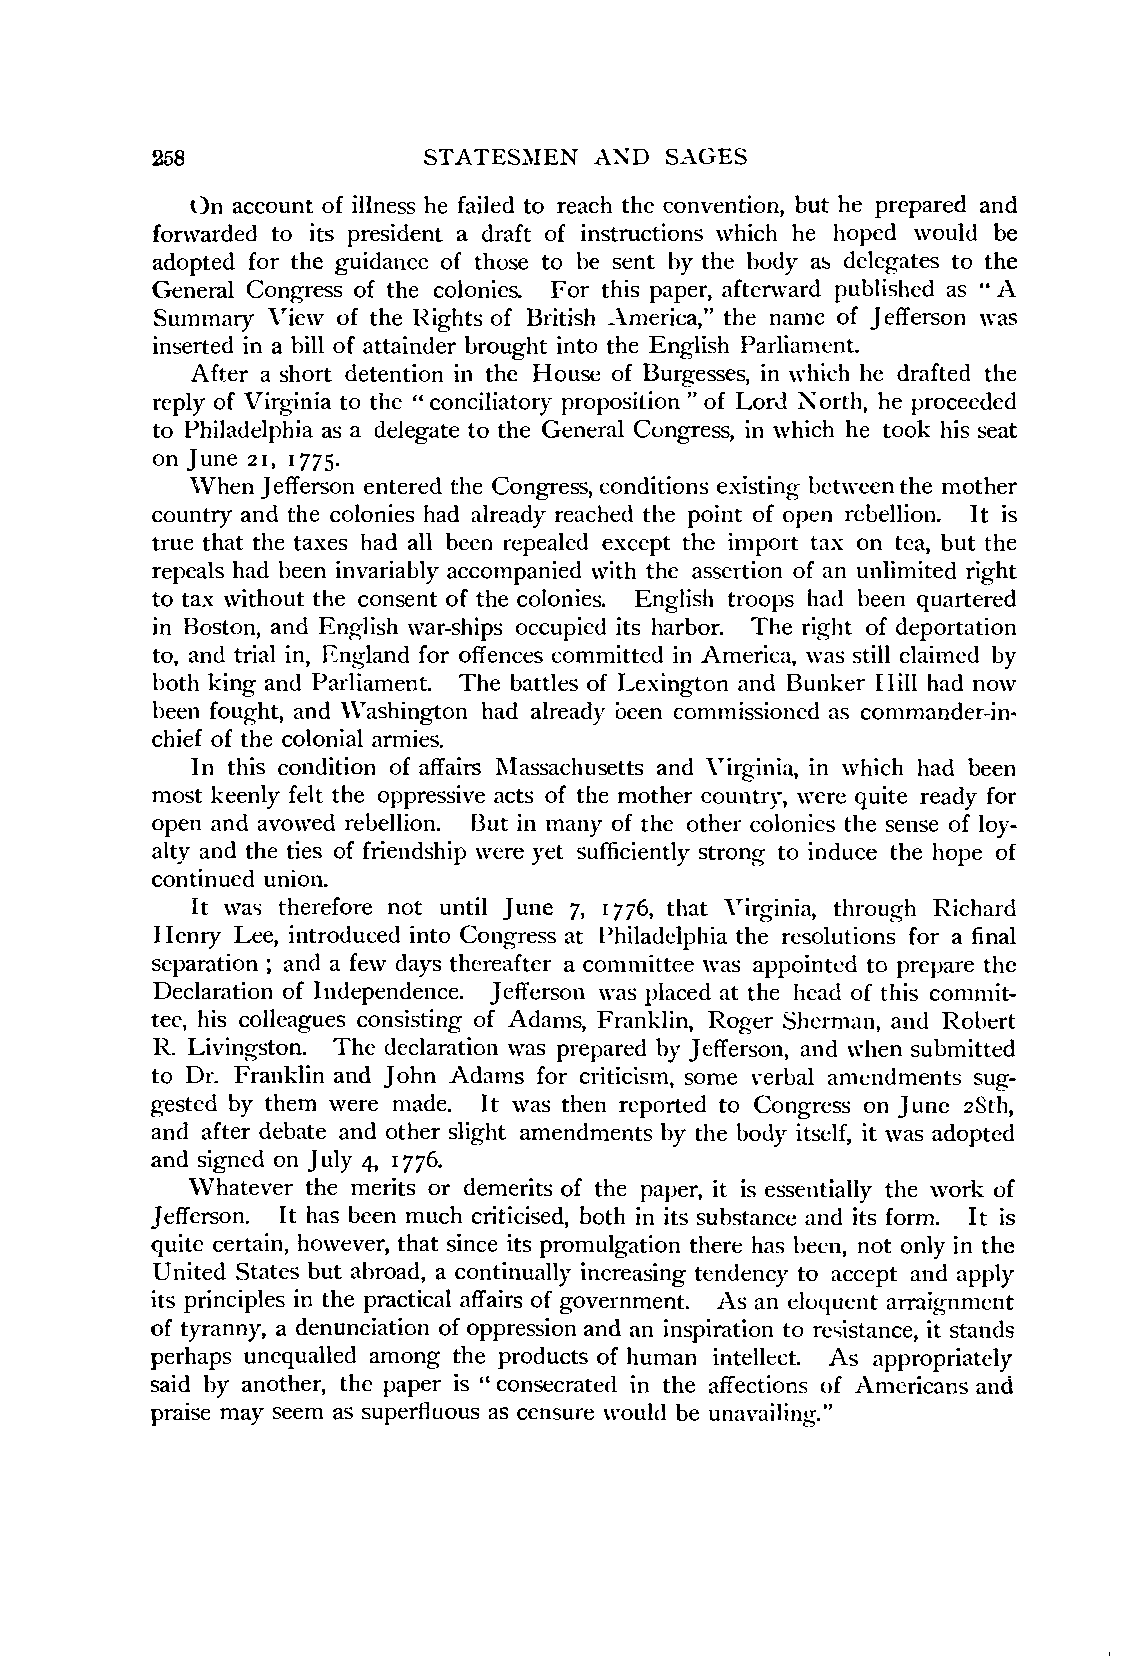 258 STATESMEN AND SAGES
On account of illness he failed to reach the convention, but he prepared and
forwarded to its president a draft of instructions which he hoped would be
adopted for the guidance of those to be sent by the body as delegates to the
General Congress of the colonies. For this paper, afterward published as “A
Summary View of the Rights of British America,” the name of Jefferson was
inserted in a bill of attainder brought into the English Parliament.
After a short detention in the House of Burgesses, in which he drafted the
reply of Virginia to the “conciliatory proposition” of Lord North, he proceeded
to Philadelphia as a delegate to the General Congress, in which he took his seat
on June 21, 1775.
When Jefferson entered the Congress, conditions existing between the mother
country and the colonies had already reached the point of open rebellion. It is
true that the taxes had all been repealed except the import tax on tea, but the
repeals had been invariably accompanied with the assertion of an unlimited right
to tax without the consent of the colonies. English troops had been quartered
in Boston, and English war-ships occupied its harbor. The right of deportation
to, and trial in, England for offences committed in America, was still claimed by
both king and Parliament. The battles of Lexington and Bunker Hill had now
been fought, and Washington had already been commissioned as commander-in-
chief of the colonial armies.
In this condition of affairs Massachusetts and Virginia, in which had been
most keenly felt the oppressive acts of the mother country, were quite ready for
open and avowed rebellion. But in many of the other colonies the sense of loy-
alty and the ties of friendship were yet sufficiently strong to induce the hope of
continued union.
It was therefore not until June 7, 1776, that Virginia, through Richard
Henry Lee, introduced into Congress at Philadelphia the resolutions for a final
separation ; and a few days thereafter a committee was appointed to prepare the
Declaration of Independence. Jefferson was placed at the head of this commit-
tee, his colleagues consisting of Adams, Franklin, Roger Sherman, and Robert
R. Livingston. The declaration was prepared by Jefferson, and when submitted
to Dr. Franklin and John Adams for criticism, some verbal amendments sug-
gested by them were made. It was then reported to Congress on June 28th,
and after debate and other slight amendments by the body itself, it was adopted
and signed on July 4, 1776.
Whatever the merits or demerits of the paper, it is essentially the work of
Jefferson. It has been much criticised, both in its substance and its form. It is
quite certain, however, that since its promulgation there has been, not only in the
United States but abroad, a continually increasing tendency to accept and apply
its principles in the practical affairs of government. As an eloquent arraignment
of tyranny, a denunciation of oppression and an inspiration to resistance, it stands
perhaps unequalled among the products of human intellect. As appropriately
said by another, the paper is “consecrated in the affections of Americans and
praise may seem as superfluous as censure would be unavailing.”